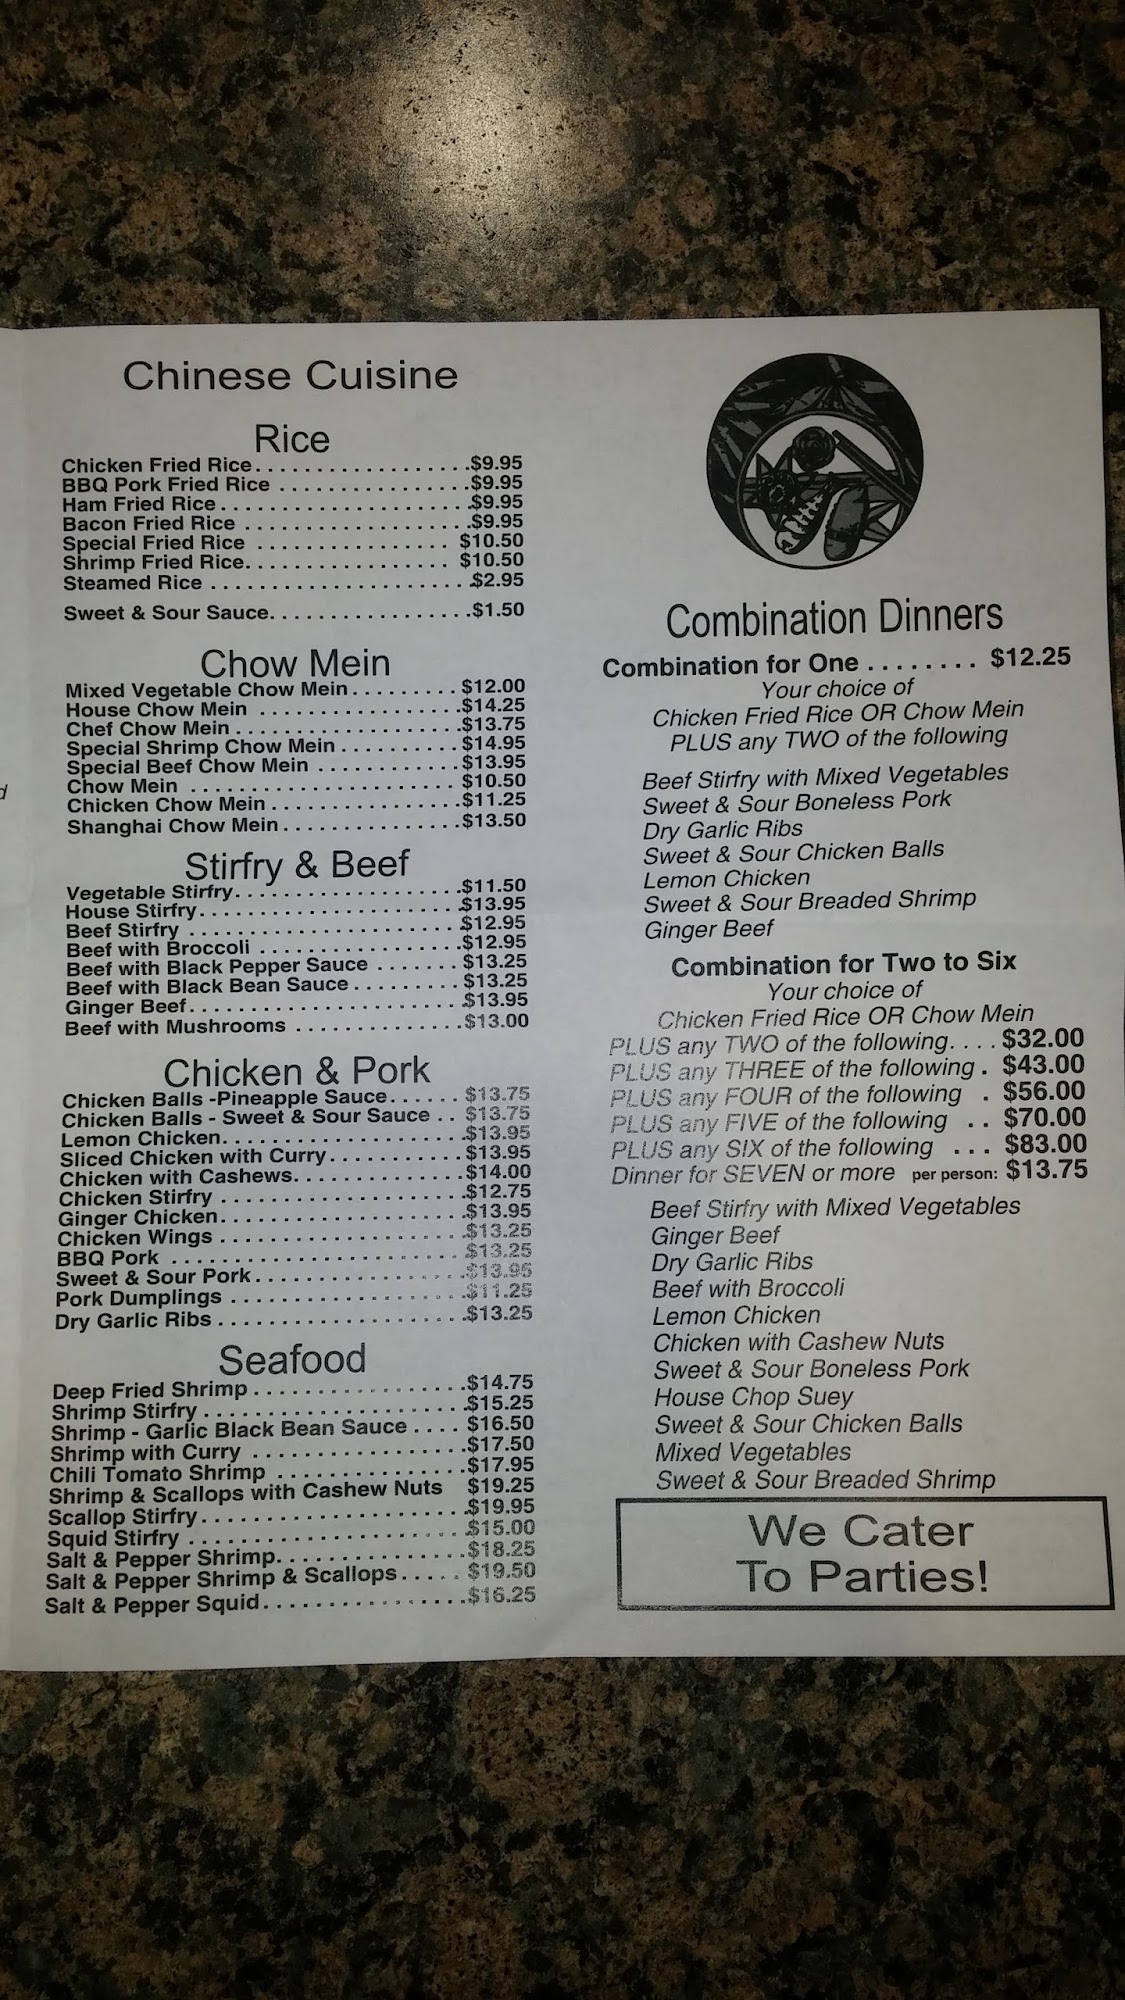 Chinese Cuisine
Rice
Chicken Fried Rice..................$9.95
BBQ Pork Fried Rice ................$9.95
Ham Fried Rice.....................$9.95
Bacon Fried Rice ...................$9.95
Special Fried Rice ................ $10.50
Shrimp Fried Rice................. $10.50
Steamed Rice .....................$2.95
Sweet & Sour Sauce.................$1.50
Chow Mein
Mixed Vegetable Chow Mein......... $12.00
House Chow Mein .................$14.25
Chef Chow Mein ...................$13.75
Special Shrimp Chow Mein.......... $14.95
Special Beef Chow Mein ............$13.95
Chow Mein ...................... $10.50
Chicken Chow Mein................$11.25
Shanghai Chow Mein...............$13.50
Stirfry & Beef
Vegetable Stirfry...................$11.50
House Stirfry......................$13.95
Beef Stirfry ...................... $12.95
Beef with Broccoli .................$12.95
Beef with Black Pepper Sauce ....... $13.25
Beef with Black Bean Sauce......... $13.25
Ginger Beef.......................$13.95
Beef with Mushrooms ..............$13.00
Chicken & Pork
Chicken Balls -Pineapple Sauce...... $13.75
Chicken Balls - Sweet & Sour Sauce .. $13.75
Lemon Chicken....................$13.95
Sliced Chicken with Curry...........$13.95
Chicken with Cashews..............$14.00
Chicken Stirfry ....................$12.75
Ginger Chicken....................$13.95
Chicken Wings ....................$13.25
BBQ Pork ....................... $13.25
Sweet & Sour Pork.................$13.95
Pork Dumplings ...................$11.25
Dry Garlic Ribs ....................$13.25
Seafood
Deep Fried Shrimp .................$14.75
Shrimp Stirfry .....................$15.25
Shrimp - Garlic Black Bean Sauce .... $16.50
Shrimp with Curry .................$17.50
Chili Tomato Shrimp ...............$17.95
Shrimp & Scallops with Cashew Nuts $19.25
Scallop Stirfry.....................$19.95
Squid Stirfry ......................$15.00
Salt & Pepper Shrimp...............$18.25
Salt & Pepper Shrimp & Scallops..... $19.50
Salt & Pepper Squid................$16.25
d
Combination Dinners
Combination for One ........ $12.25
Your choice of
Chicken Fried Rice OR Chow Mein
PLUS any TWO of the following
Beef Stirfry with Mixed Vegetables
Sweet & Sour Boneless Pork
Dry Garlic Ribs
Sweet & Sour Chicken Balls
Lemon Chicken
Sweet & Sour Breaded Shrimp
Ginger Beef
Combination for Two to Six
Your choice of
Chicken Fried Rice OR Chow Mein
PLUS any TWO of the following.... $32.00
PLUS any THREE of the following . $43.00
PLUS any FOUR of the following . $56.00
PLUS any FIVE of the following .. $70.00
PLUS any SIX of the following ... $83.00
Dinner for SEVEN or more per person: $13.75
Beef Stirfry with Mixed Vegetables
Ginger Beef
Dry Garlic Ribs
Beef with Broccoli
Lemon Chicken
Chicken with Cashew Nuts
Sweet & Sour Boneless Pork
House Chop Suey
Sweet & Sour Chicken Balls
Mixed Vegetables
Sweet & Sour Breaded Shrimp
We Cater
To Parties!